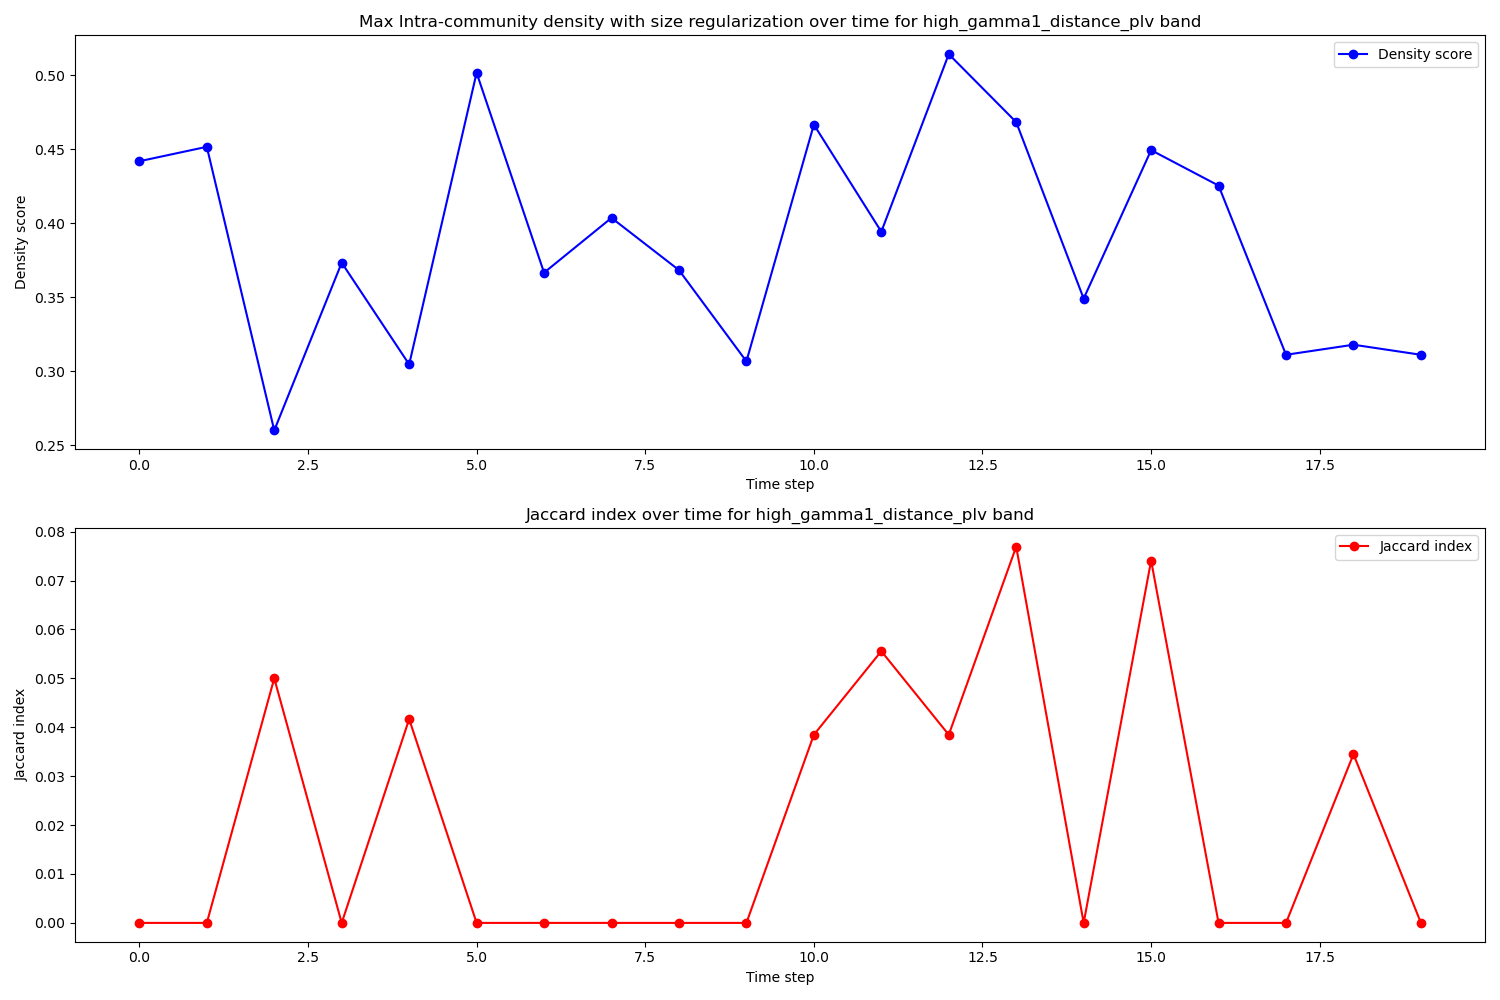 Max Intra-community density with size regularization over time for high_gamma1_distance_plv band
Density score
0.50
0.45
0.40
0.35
0.30
0.25
Density score
0.0 2.5 5.0 7.5 10.0 12.5 15.0 17.5
Time step
Jaccard index over time for high_gamma1_distance_plv band
Jaccard index
0.08
0.07
0.06
0.05
0.04
0.03
0.02
0.01
0.00
Jaccard index
0.0 2.5 5.0 7.5 10.0 12.5 15.0 17.5
Time step